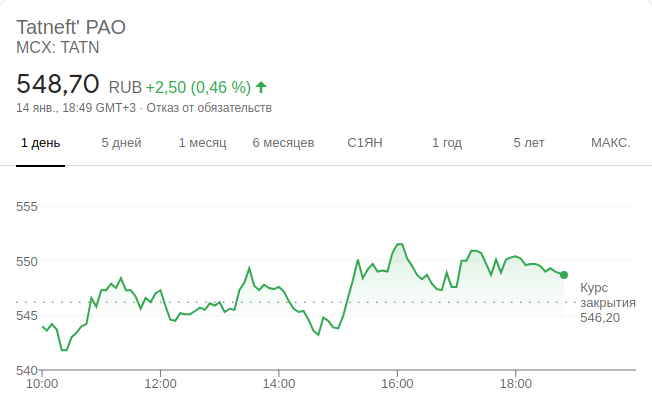 Tatneft' PAO
MCX: TATN
548,70 RUB +2,50 (0,46 %)
14 янв., 18:49 GMT+3 · Отказ от обязательств
1 день 5 дней 1 месяц 6 месяцев С1ЯН 1 год 5 лет МАКС.
555
550
Курс
закрытия
546,20
545
540
10:00 12:00 14:00 16:00 18:00